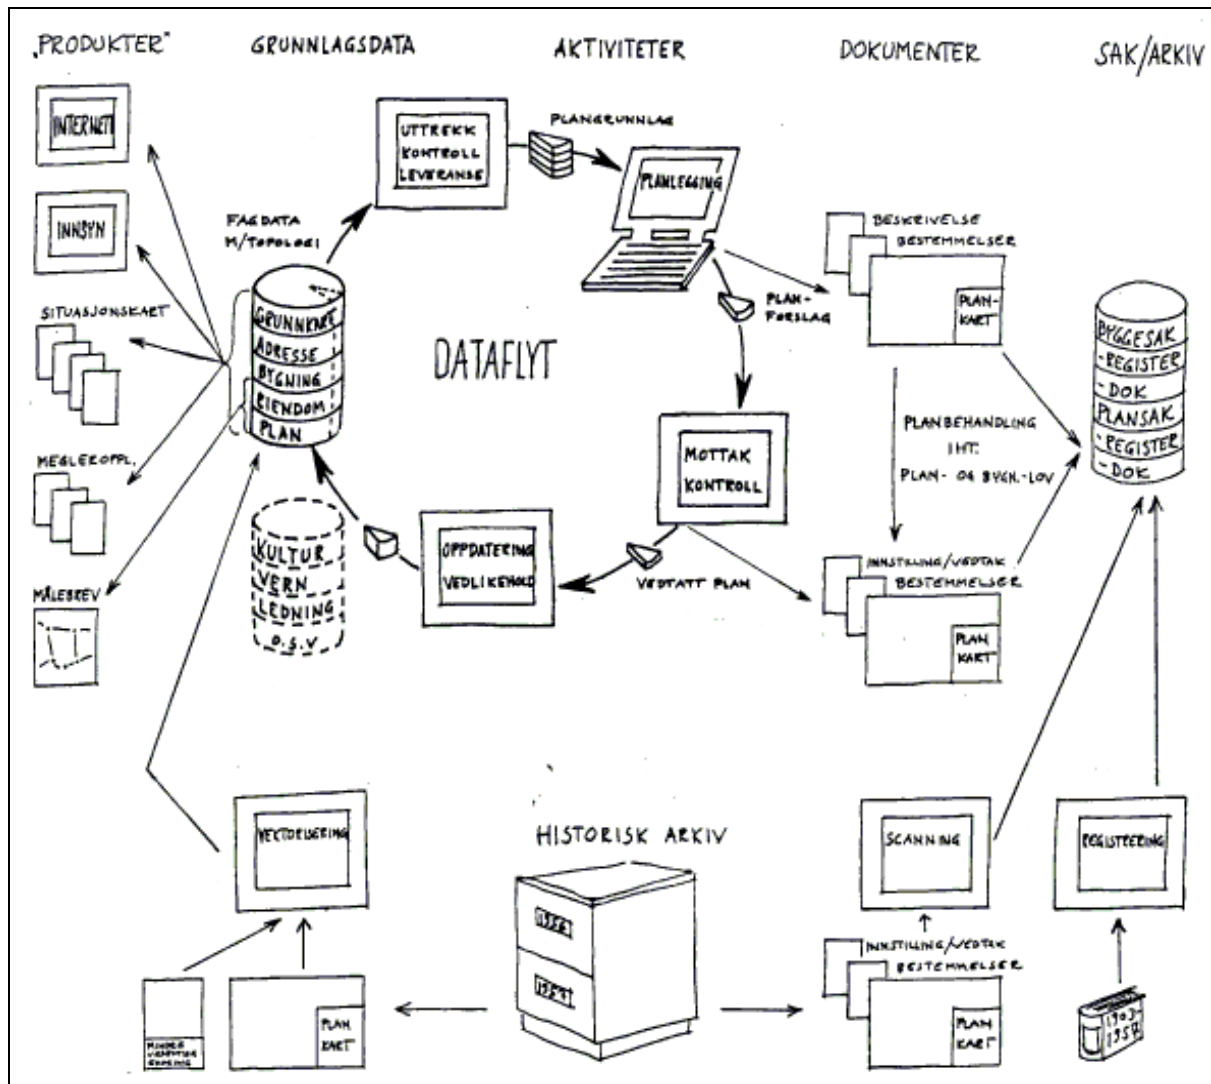 „PRODUKTER"
GRUNNLAGSDATA
AKTIVITETER
DOKUMENTER
SAK/ARKIV
INTERNETT
INNSYN
SITUASJONSKART
MEGLEROPPL.
MÅLEBREV
FAGDATA
M/TOPOLOGI
GRUNNKART
ADRESSE
BYGNING
EIENDOM
PLAN
KULTUR
VERN
LEDNING
O.S.V
UTTREKK
KONTROLL
LEVERANSE
PLANGRUNNLAG
PLANLEGGING
DATAFLYT
PLAN-
FORSLAG
MOTTAK
KONTROLL
VEDTATT PLAN
OPPDATERING
VEDLIKEHOLD
BESKRIVELSE
BESTEMMELSER
PLAN-
KART
PLANBEHANDLING
IHT.
PLAN- OG BYGN.-LOV
INNSTILLING/VEDTAK
BESTEMMELSER
PLAN
KART
BYGGESAK
-REGISTER
-DOK
PLANSAK
-REGISTER
-DOK
VEKTORISERING
HISTORISK ARKIV
SCANNING
REGISTRERING
PLAN
KART
INNSTILLING/VEDTAK
BESTEMMELSER
PLAN
KART
1903-